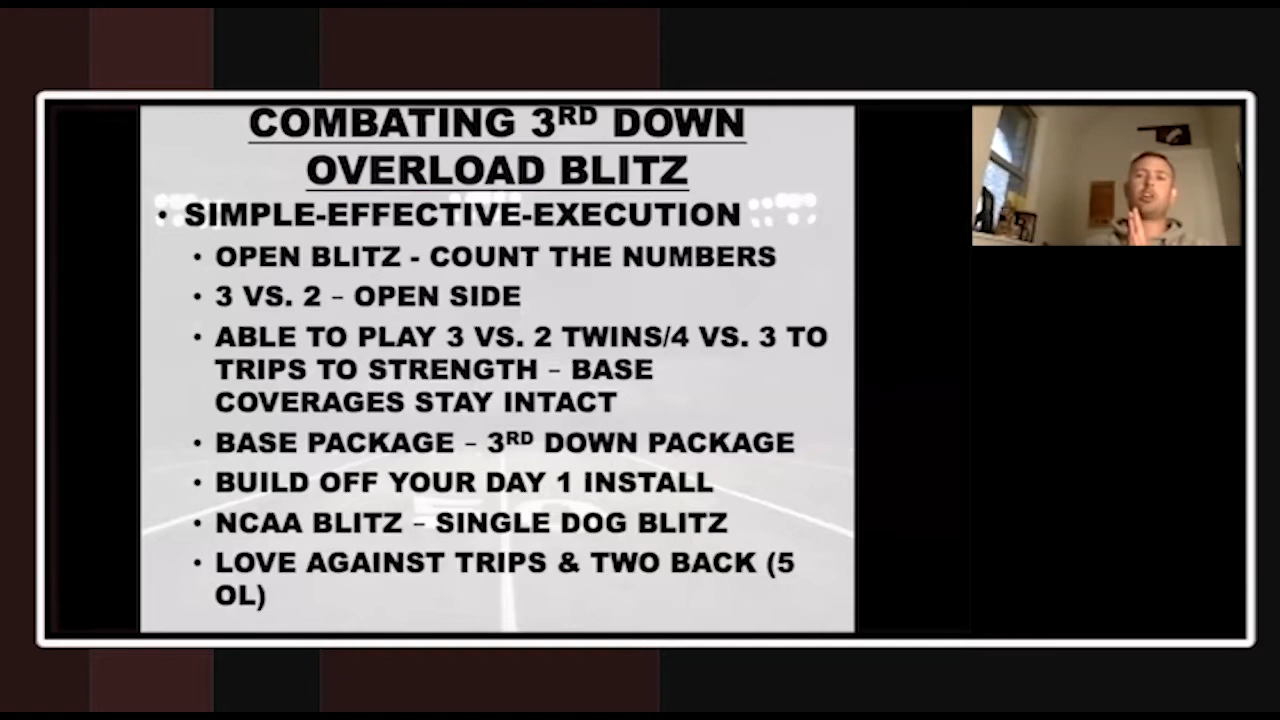 COMBATING 3RD DOWN
OVERLOAD BLITZ
• SIMPLE-EFFECTIVE-EXECUTION
• OPEN BLITZ - COUNT THE NUMBERS
• 3 VS. 2 – OPEN SIDE
• ABLE TO PLAY 3 VS. 2 TWINS/4 VS. 3 TO
TRIPS TO STRENGTH – BASE
COVERAGES STAY INTACT
• BASE PACKAGE – 3RD DOWN PACKAGE
• BUILD OFF YOUR DAY 1 INSTALL
• NCAA BLITZ – SINGLE DOG BLITZ
• LOVE AGAINST TRIPS & TWO BACK (5
OL)